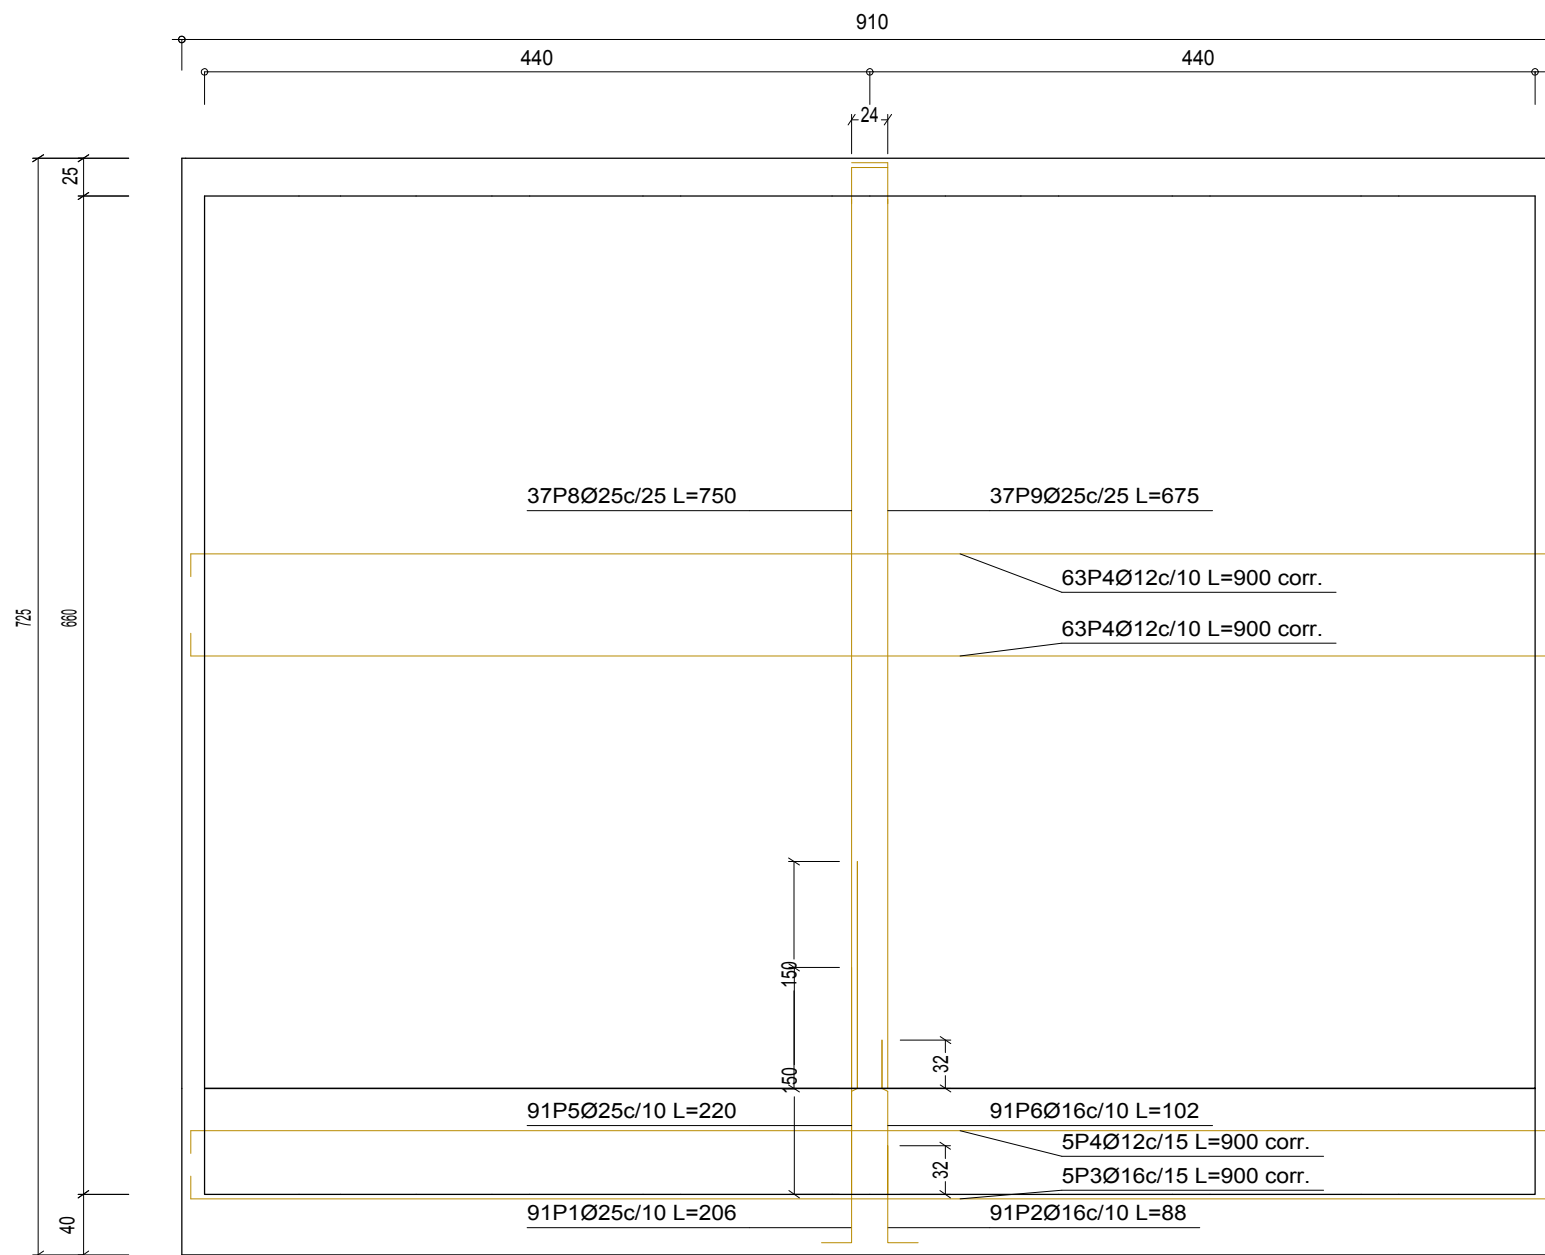 910
440
440
24
25
37P8Ø25c/25 L=750
37P9Ø25c/25 L=675
63P4Ø12c/10 L=900 corr.
725
660
63P4Ø12c/10 L=900 corr.
150
32
150
91P5Ø25c/10 L=220
91P6Ø16c/10 L=102
5P4Ø12c/15 L=900 corr.
32
5P3Ø16c/15 L=900 corr.
40
91P1Ø25c/10 L=206
91P2Ø16c/10 L=88